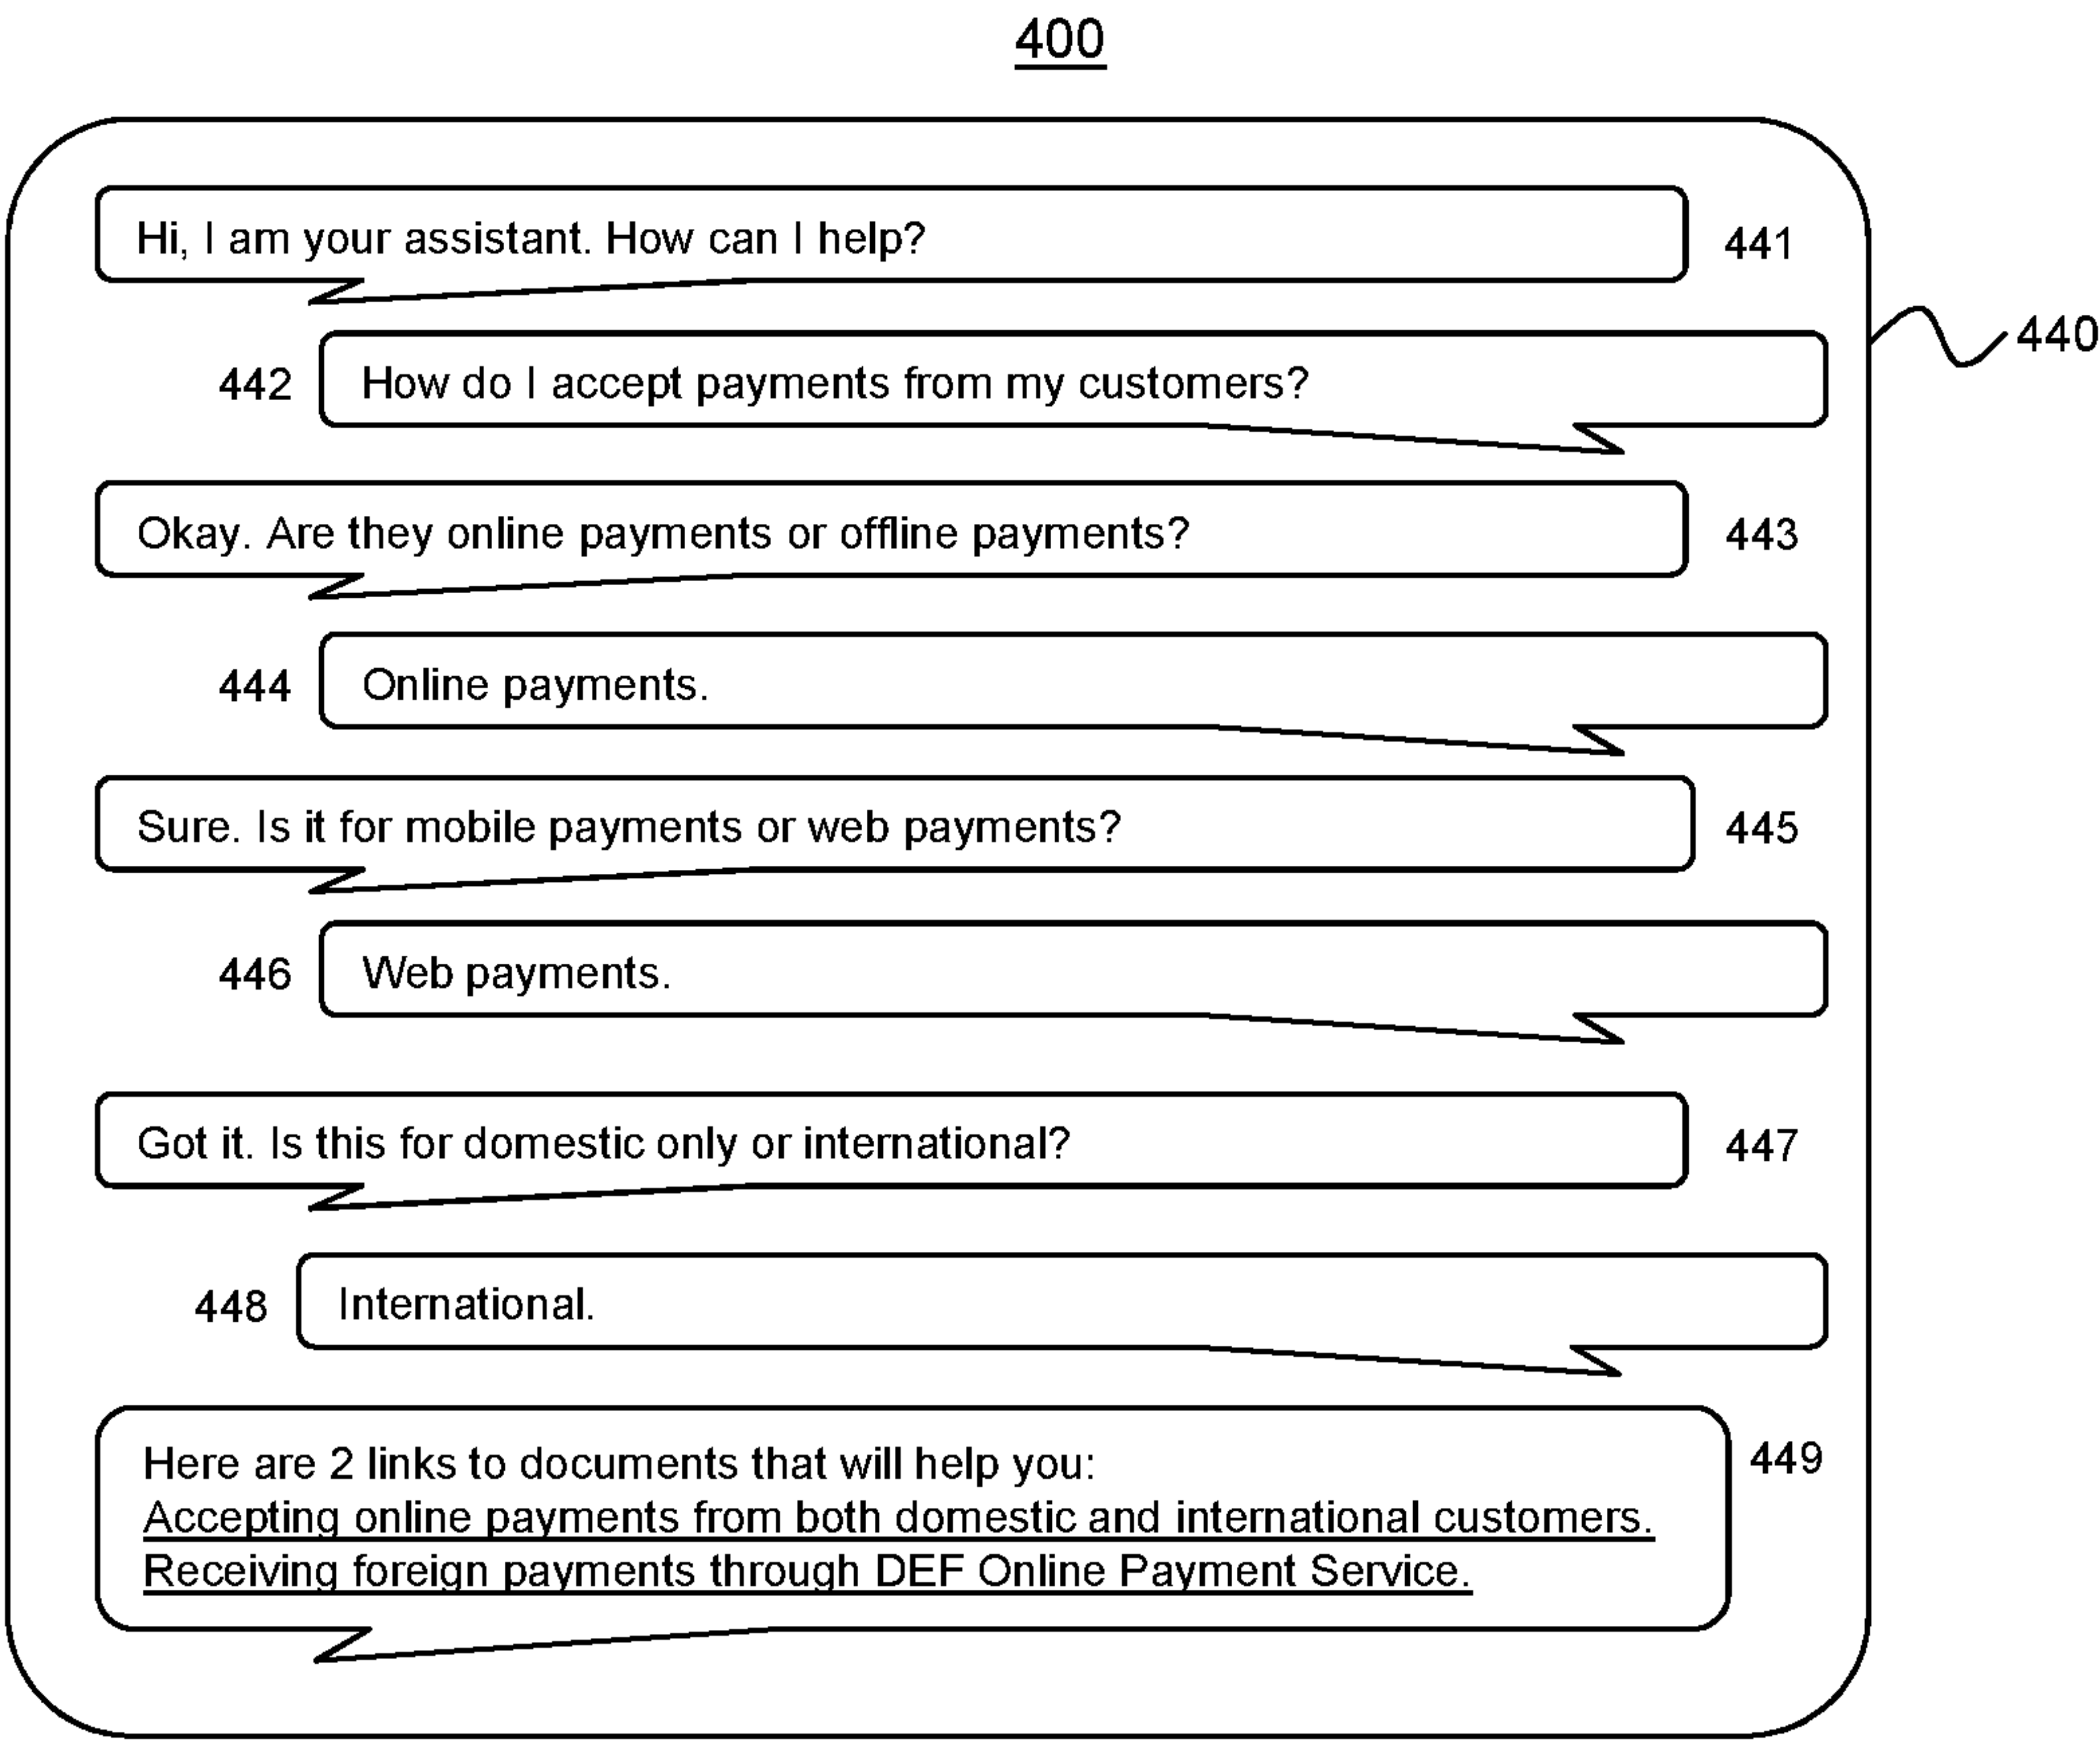 400
Hi, I am your assistant. How can I help?
441
440
442
How do I accept payments from my customers?
Okay. Are they online payments or offline payments?
443
444
Online payments.
Sure. Is it for mobile payments or web payments?
445
446
Web payments.
Got it. Is this for domestic only or international?
447
448
International.
Here are 2 links to documents that will help you:
449
Accepting online payments from both domestic and international customers.
Receiving foreign payments through DEF Online Payment Service.